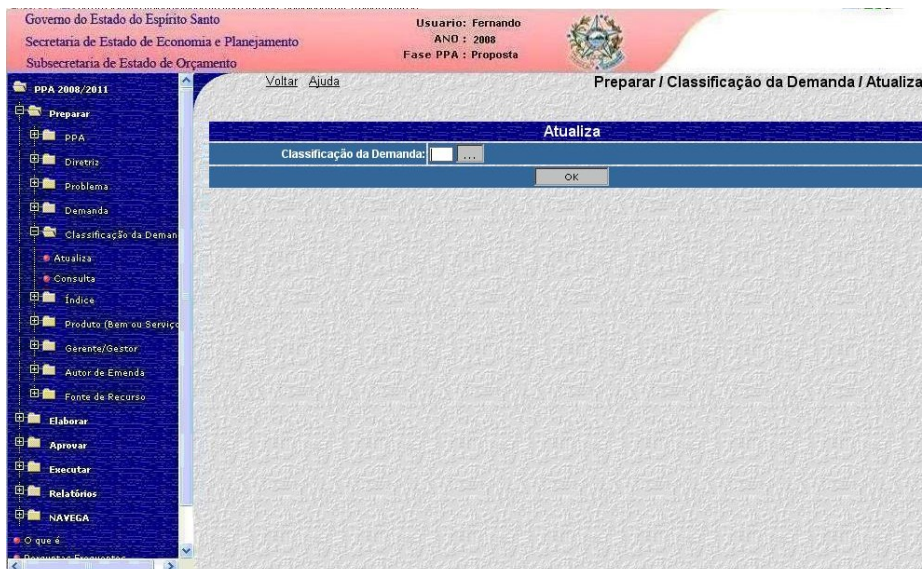 Governo do Estado do Espírito Santo
Secretaria de Estado de Economia e Planejamento
Subsecretaria de Estado de Orçamento
Usuario: Fernando
ANO : 2008
Fase PPA : Proposta
Voltar Ajuda
Preparar / Classificação da Demanda / Atualiza
PPA 2008/2011
Preparar
PPA
Diretriz
Problema
Demanda
Classificação da Deman
Atualiza
Consulta
Índice
Produto (Bem ou Serviço
Gerente/Gestor
Autor de Emenda
Fonte de Recurso
Elaborar
Aprovar
Executar
Relatórios
NAVEGA
O que é
Perguntas Frequentes
Atualiza
Classificação da Demanda: ...
OK